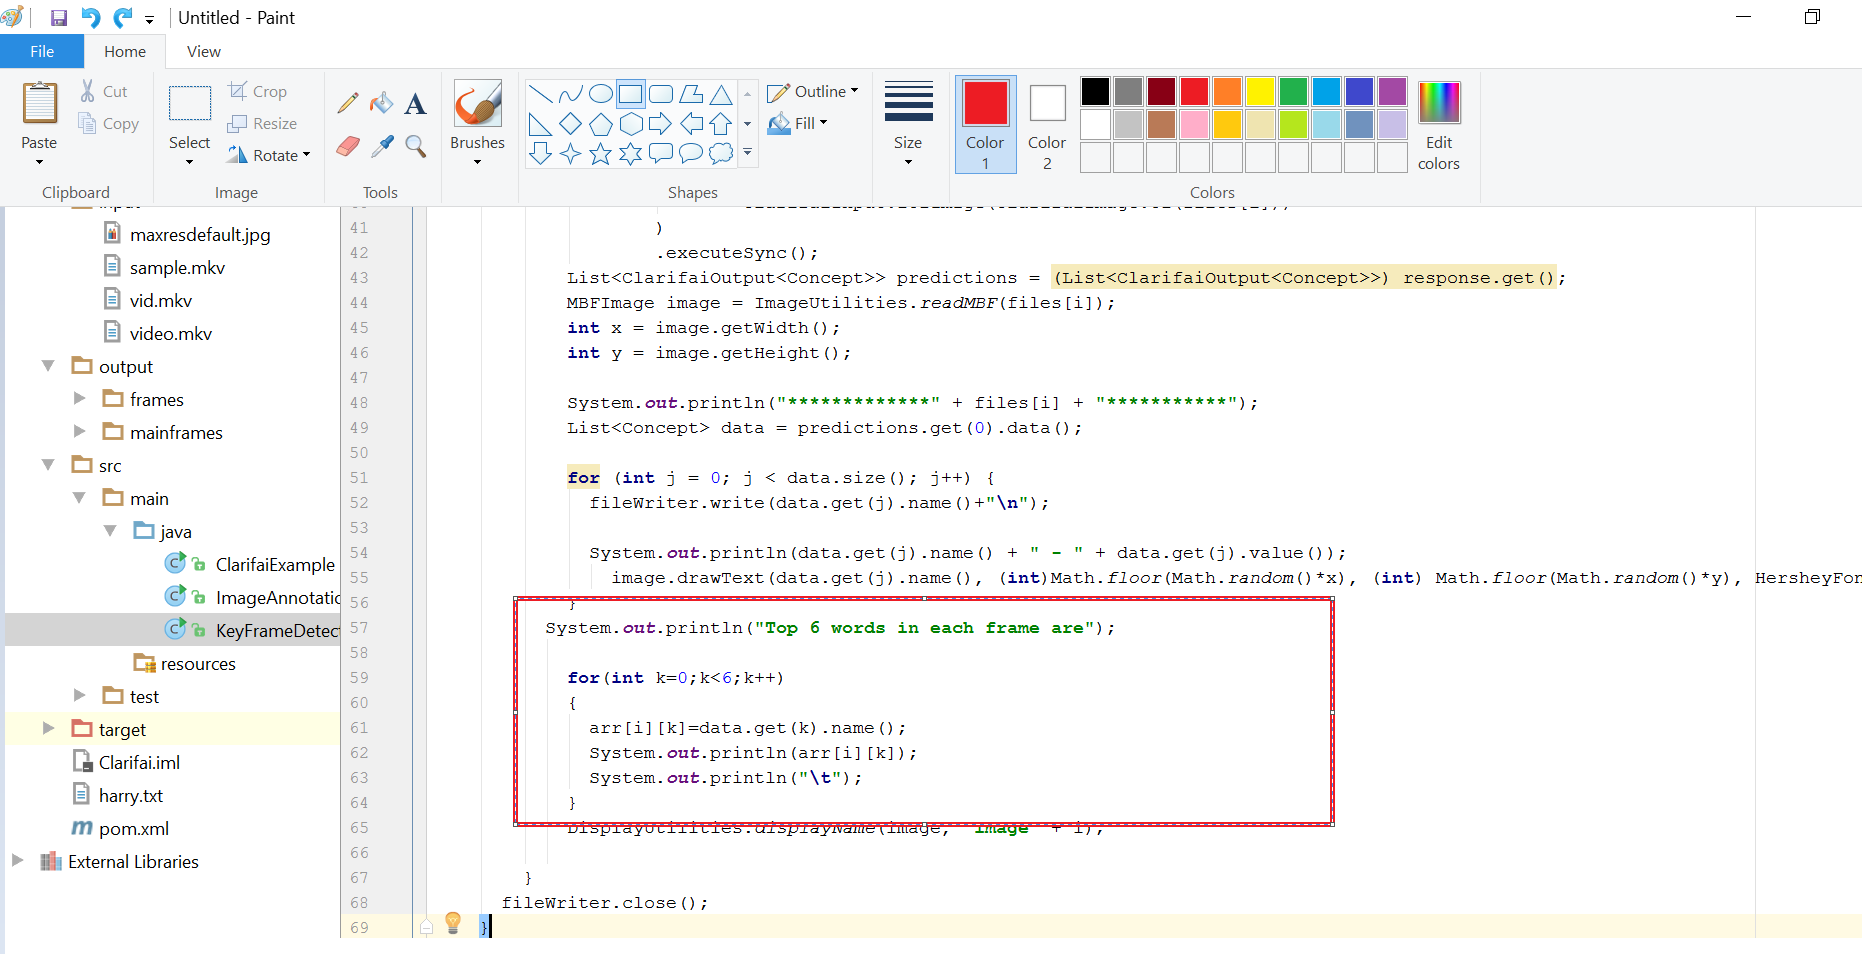 Untitled - Paint
File Home View
Paste
Cut
Copy
Clipboard
Select
Crop
Resize
Rotate
Image
A
Tools
Brushes
Shapes
Outline
Fill
Size
Color 1
Color 2
Edit colors
Colors
input
maxresdefault.jpg
sample.mkv
vid.mkv
video.mkv
output
frames
mainframes
src
main
java
ClarifaiExample
ImageAnnotatio
KeyFrameDetect
resources
test
target
Clarifai.iml
harry.txt
pom.xml
External Libraries
41 )
42 .executeSync();
43 List<ClarifaiOutput<Concept>> predictions = (List<ClarifaiOutput<Concept>>) response.get();
44 MBFImage image = ImageUtilities.readMBF(files[i]);
45 int x = image.getWidth();
46 int y = image.getHeight();
47
48 System.out.println("*************" + files[i] + "***********");
49 List<Concept> data = predictions.get(0).data();
50
51 for (int j = 0; j < data.size(); j++) {
52 fileWriter.write(data.get(j).name()+"\n");
53
54 System.out.println(data.get(j).name() + " - " + data.get(j).value());
55 image.drawText(data.get(j).name(), (int)Math.floor(Math.random()*x), (int) Math.floor(Math.random()*y), HersheyFon
56 }
57 System.out.println("Top 6 words in each frame are");
58
59 for(int k=0;k<6;k++)
60 {
61 arr[i][k]=data.get(k).name();
62 System.out.println(arr[i][k]);
63 System.out.println("\t");
64 }
65 DisplayUtilities.displayName(image, "image" + i);
66
67 }
68 fileWriter.close();
69 }